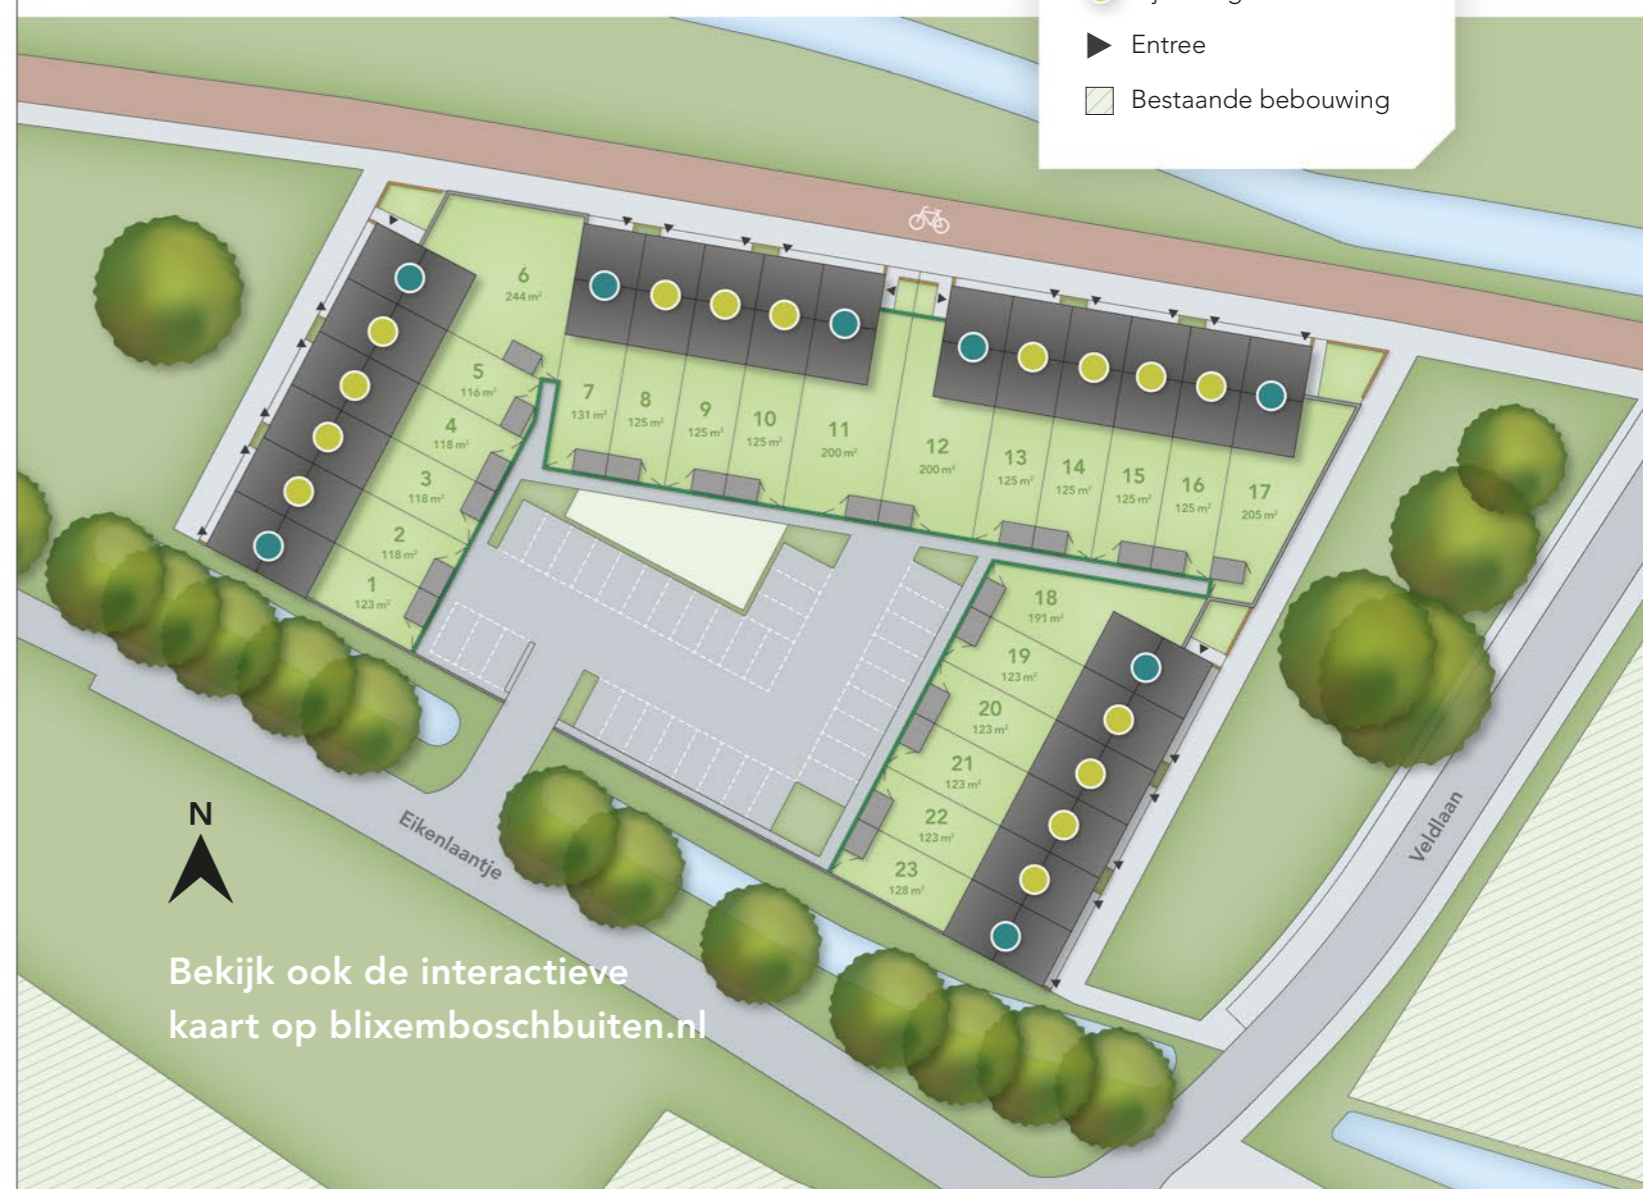 Entree
Bestaande bebouwing
6
244 m²
5
116 m²
4
118 m²
3
118 m²
2
118 m²
1
123 m²
7
131 m²
8
125 m²
9
125 m²
10
125 m²
11
200 m²
12
200 m²
13
125 m²
14
125 m²
15
125 m²
16
125 m²
17
205 m²
18
191 m²
19
123 m²
20
123 m²
21
123 m²
22
123 m²
23
128 m²
Eikenlaantje
Veldlaan
N
Bekijk ook de interactieve
kaart op blixemboschbuiten.nl